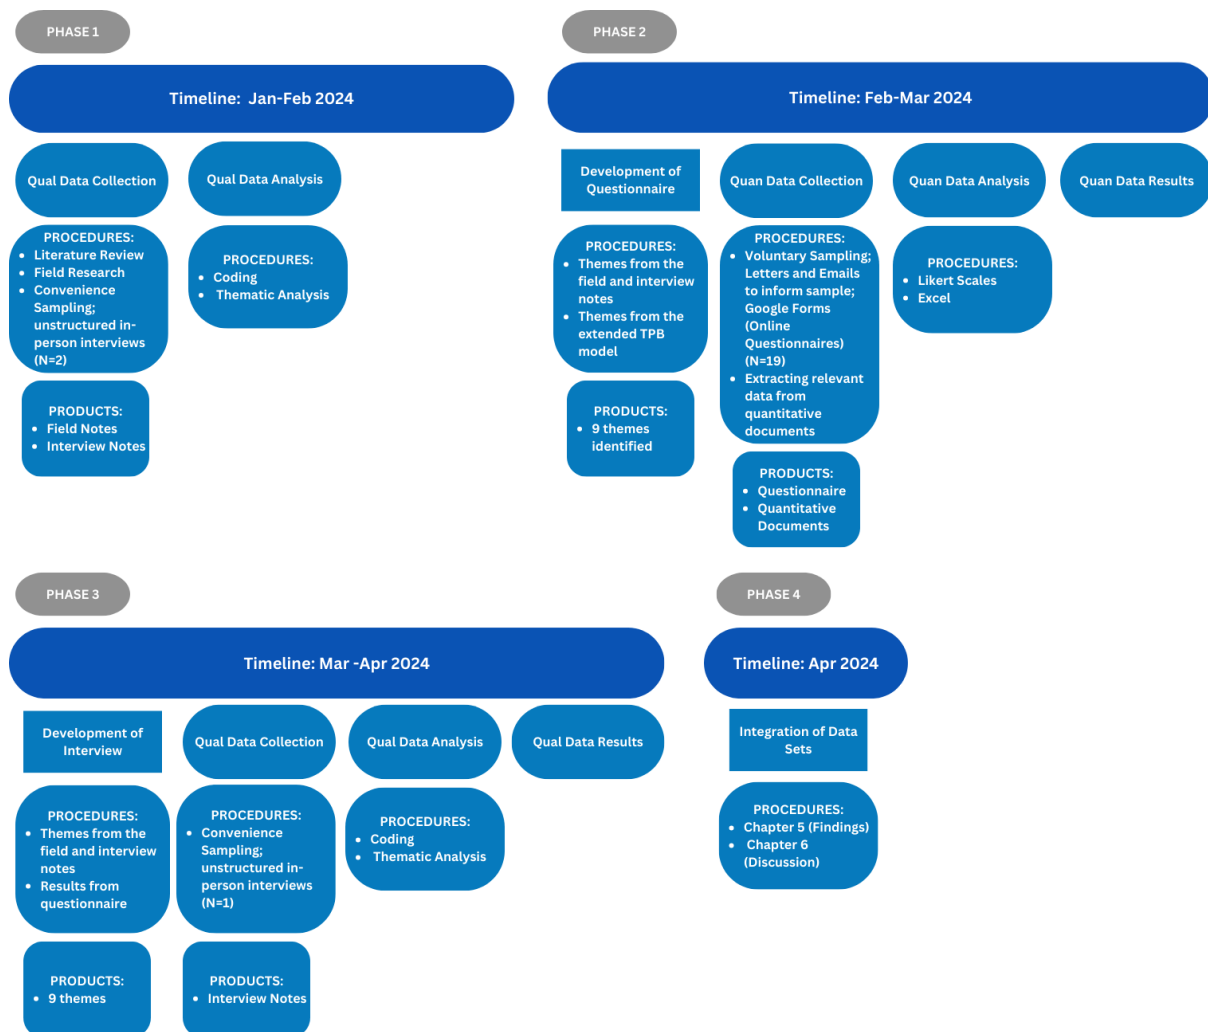 PHASE 1
Timeline:  Jan-Feb 2024
Qual Data Collection
Qual Data Analysis
PROCEDURES:
• Literature Review
• Field Research
• Convenience
Sampling;
unstructured in-
person interviews
(N=2)
PROCEDURES:
• Coding
• Thematic Analysis
PRODUCTS:
• Field Notes
• Interview Notes
PHASE 2
Timeline: Feb-Mar 2024
Development of
Questionnaire
Quan Data Collection
Quan Data Analysis
Quan Data Results
PROCEDURES:
• Themes from the
field and interview
notes
• Themes from the
extended TPB
model
PROCEDURES:
• Voluntary Sampling;
Letters and Emails
to inform sample;
Google Forms
(Online
Questionnaires)
(N=19)
• Extracting relevant
data from
quantitative
documents
PROCEDURES:
• Likert Scales
• Excel
PRODUCTS:
• 9 themes
identified
PRODUCTS:
• Questionnaire
• Quantitative
Documents
PHASE 3
Timeline: Mar -Apr 2024
Development of
Interview
Qual Data Collection
Qual Data Analysis
Qual Data Results
PROCEDURES:
• Themes from the
field and interview
notes
• Results from
questionnaire
PROCEDURES:
• Convenience
Sampling;
unstructured in-
person interviews
(N=1)
PROCEDURES:
• Coding
• Thematic Analysis
PRODUCTS:
• 9 themes
PRODUCTS:
• Interview Notes
PHASE 4
Timeline: Apr 2024
Integration of Data
Sets
PROCEDURES:
• Chapter 5 (Findings)
• Chapter 6
(Discussion)